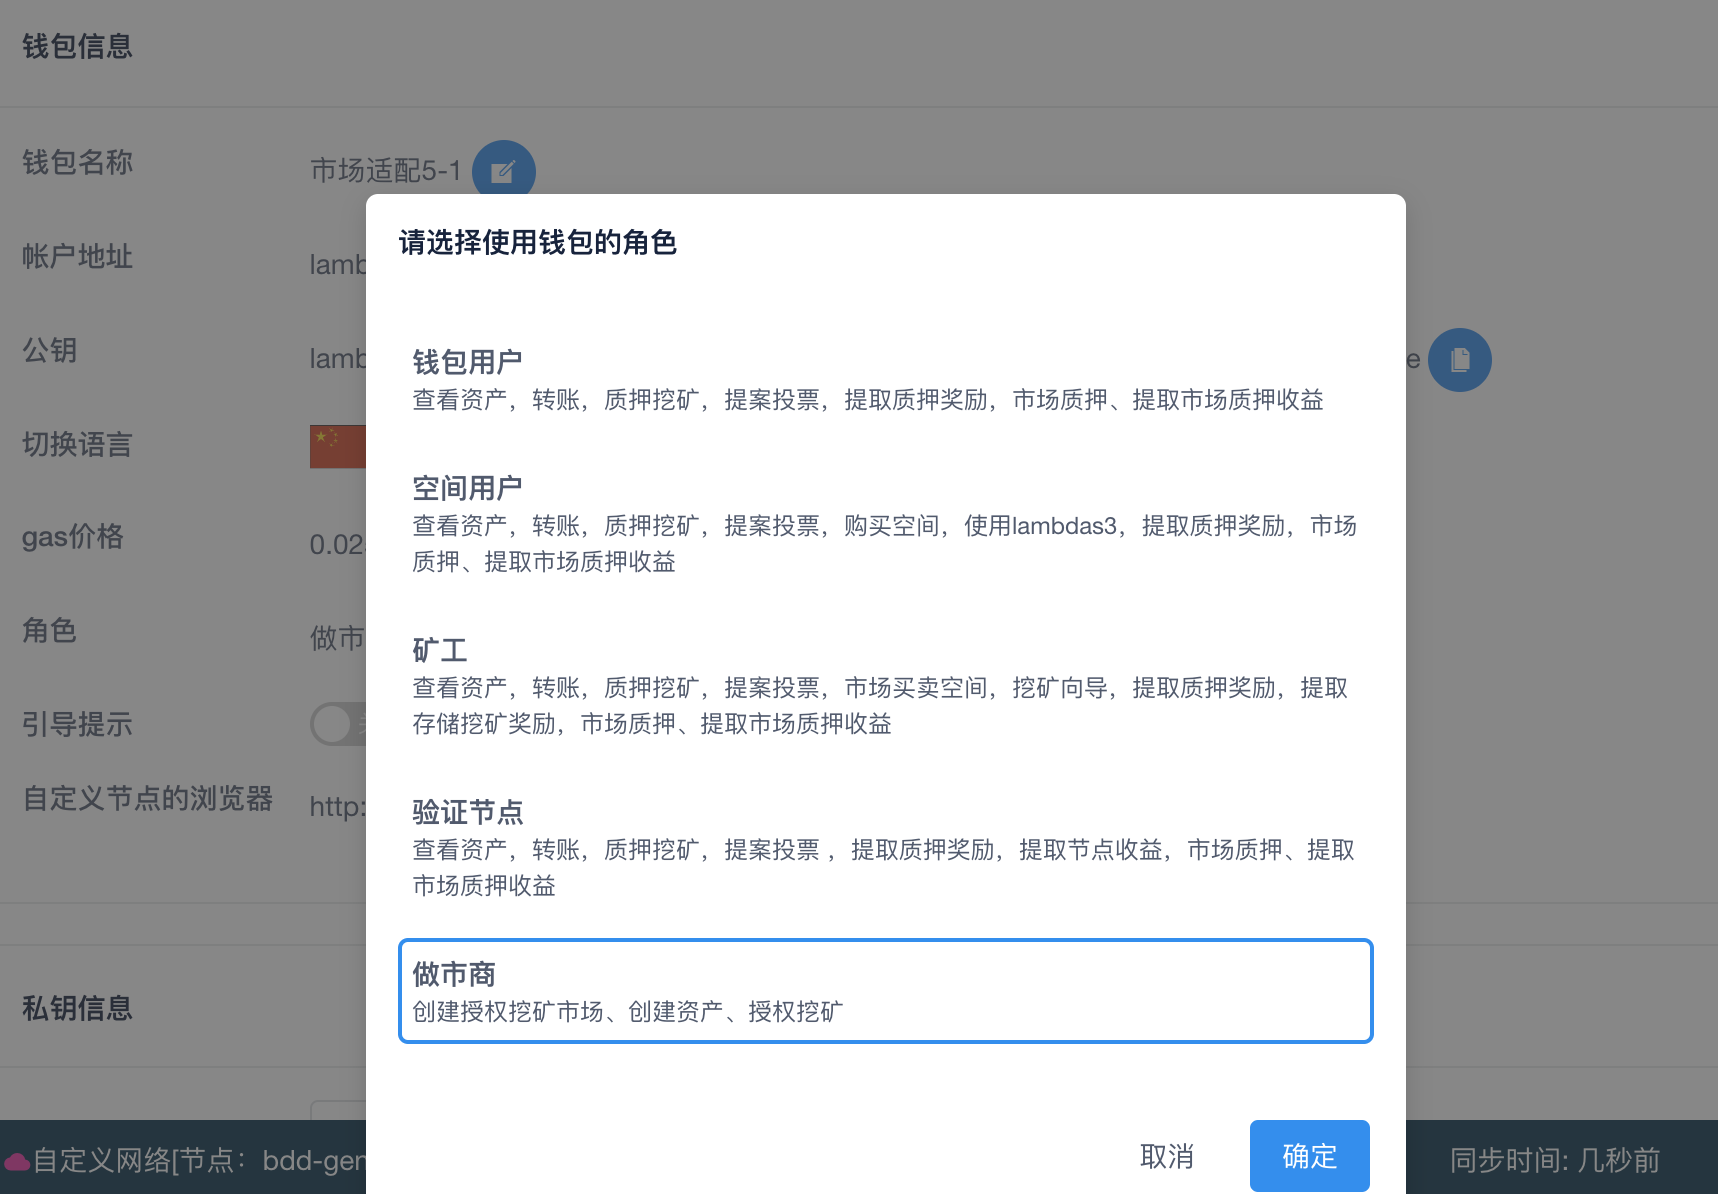 钱包信息
钱包名称
市场适配5-1
请选择使用钱包的角色
帐户地址
lamb
公钥
lamb
e
钱包用户
查看资产，转账，质押挖矿，提案投票，提取质押奖励，市场质押、提取市场质押收益
切换语言
空间用户
查看资产，转账，质押挖矿，提案投票，购买空间，使用lambdas3，提取质押奖励，市场
质押、提取市场质押收益
gas价格
0.02
角色
做市
矿工
查看资产，转账，质押挖矿，提案投票，市场买卖空间，挖矿向导，提取质押奖励，提取
存储挖矿奖励，市场质押、提取市场质押收益
引导提示
自定义节点的浏览器
http:
验证节点
查看资产，转账，质押挖矿，提案投票 ，提取质押奖励，提取节点收益，市场质押、提取
市场质押收益
做市商
创建授权挖矿市场、创建资产、授权挖矿
私钥信息
取消
确定
自定义网络[节点：bdd-gen
同步时间: 几秒前